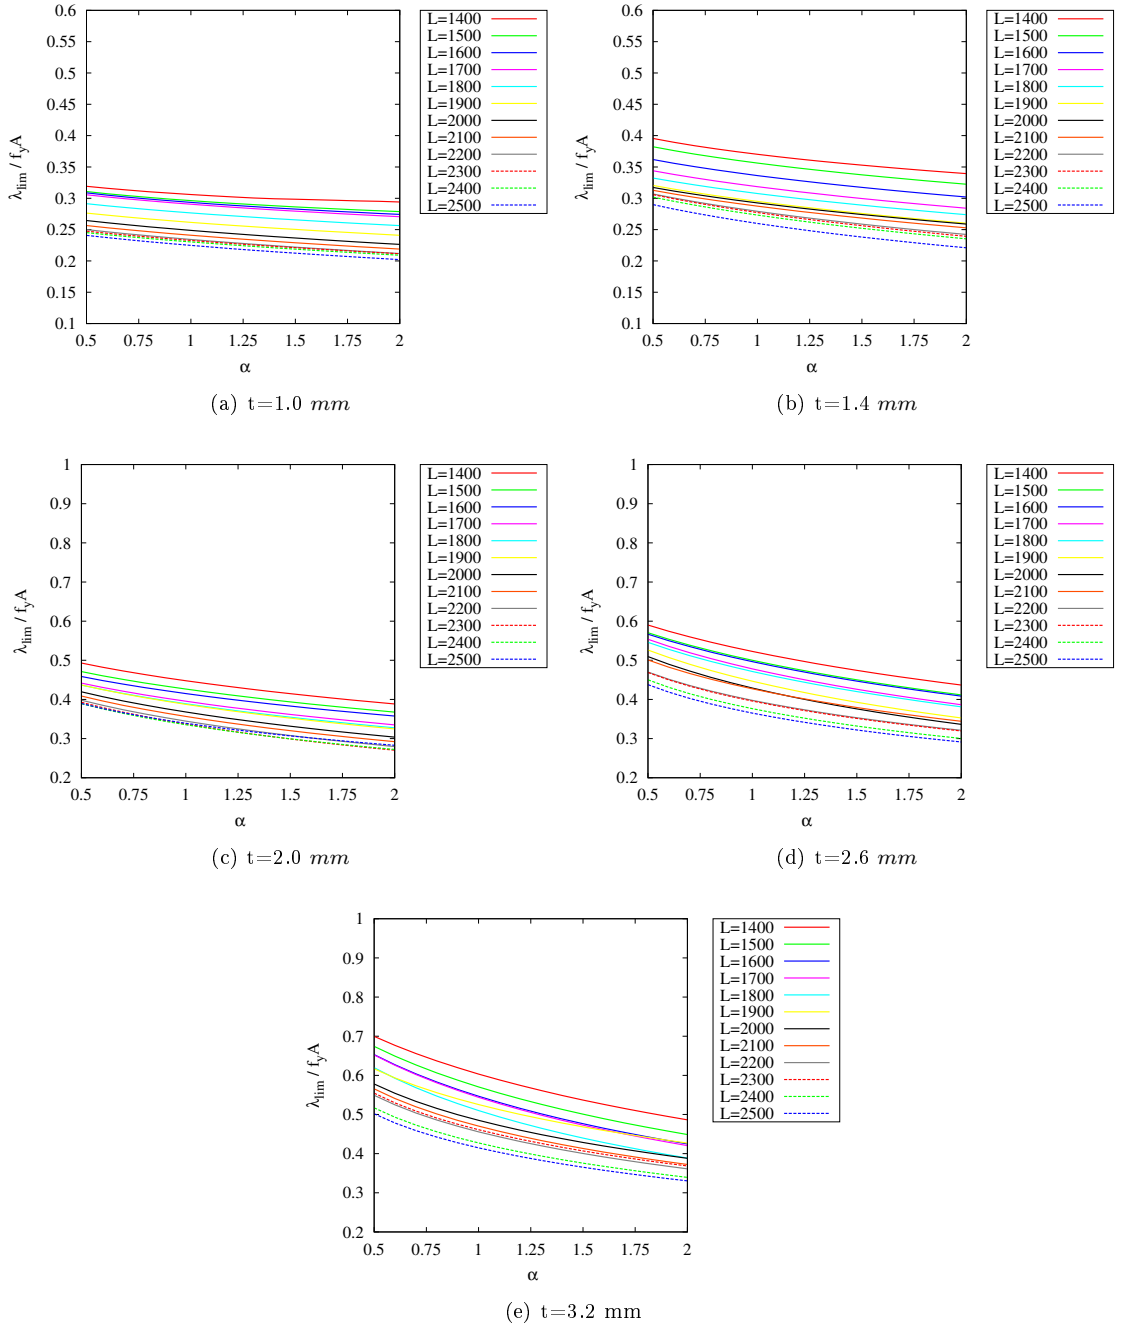 0.6
0.55
0.5
0.45
0.4
0.35
0.3
0.25
0.2
0.15
0.1
0.5 0.75 1 1.25 1.5 1.75 2
λlim / fyA
α
L=1400
L=1500
L=1600
L=1700
L=1800
L=1900
L=2000
L=2100
L=2200
L=2300
L=2400
L=2500
(a) t=1.0 mm
0.6
0.55
0.5
0.45
0.4
0.35
0.3
0.25
0.2
0.15
0.1
0.5 0.75 1 1.25 1.5 1.75 2
λlim / fyA
α
L=1400
L=1500
L=1600
L=1700
L=1800
L=1900
L=2000
L=2100
L=2200
L=2300
L=2400
L=2500
(b) t=1.4 mm
1
0.9
0.8
0.7
0.6
0.5
0.4
0.3
0.2
0.5 0.75 1 1.25 1.5 1.75 2
λlim / fyA
α
L=1400
L=1500
L=1600
L=1700
L=1800
L=1900
L=2000
L=2100
L=2200
L=2300
L=2400
L=2500
(c) t=2.0 mm
1
0.9
0.8
0.7
0.6
0.5
0.4
0.3
0.2
0.5 0.75 1 1.25 1.5 1.75 2
λlim / fyA
α
L=1400
L=1500
L=1600
L=1700
L=1800
L=1900
L=2000
L=2100
L=2200
L=2300
L=2400
L=2500
(d) t=2.6 mm
1
0.9
0.8
0.7
0.6
0.5
0.4
0.3
0.2
0.5 0.75 1 1.25 1.5 1.75 2
λlim / fyA
α
L=1400
L=1500
L=1600
L=1700
L=1800
L=1900
L=2000
L=2100
L=2200
L=2300
L=2400
L=2500
(e) t=3.2 mm